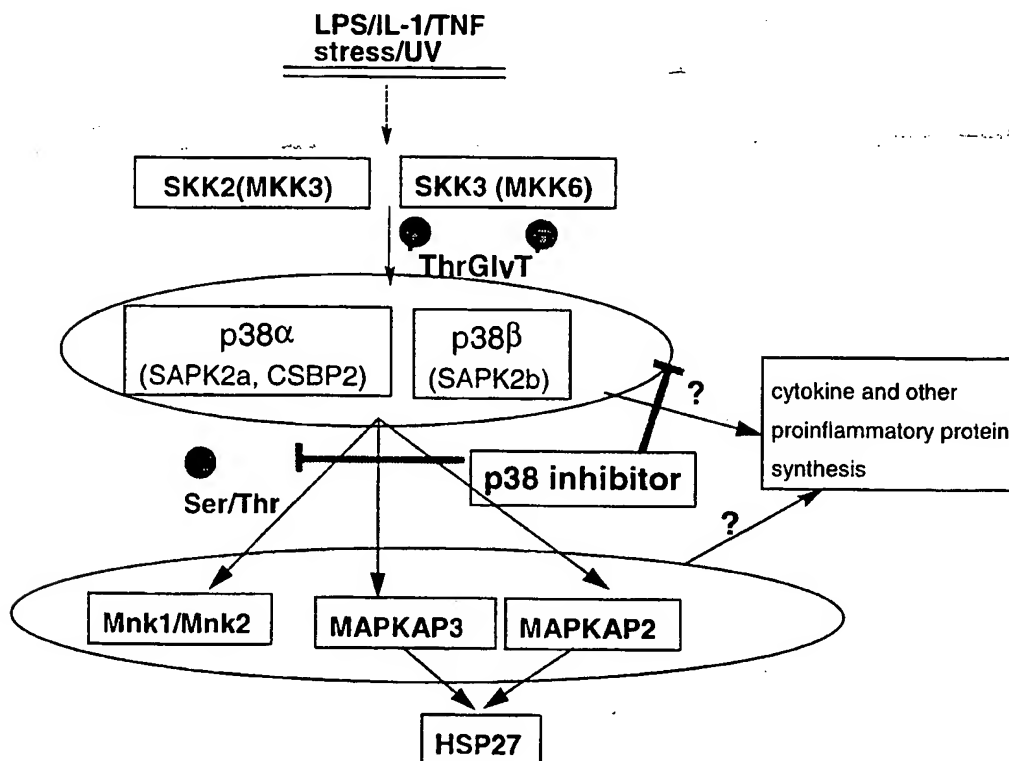 LPS/IL-1/TNF
stress/UV
SKK2(MKK3)
SKK3 (MKK6)
ThrGlyT
p38α
(SAPK2a, CSBP2)
p38β
(SAPK2b)
?
cytokine and other
proinflammatory protein
synthesis
p38 inhibitor
Ser/Thr
?
Mnk1/Mnk2
MAPKAP3
MAPKAP2
HSP27